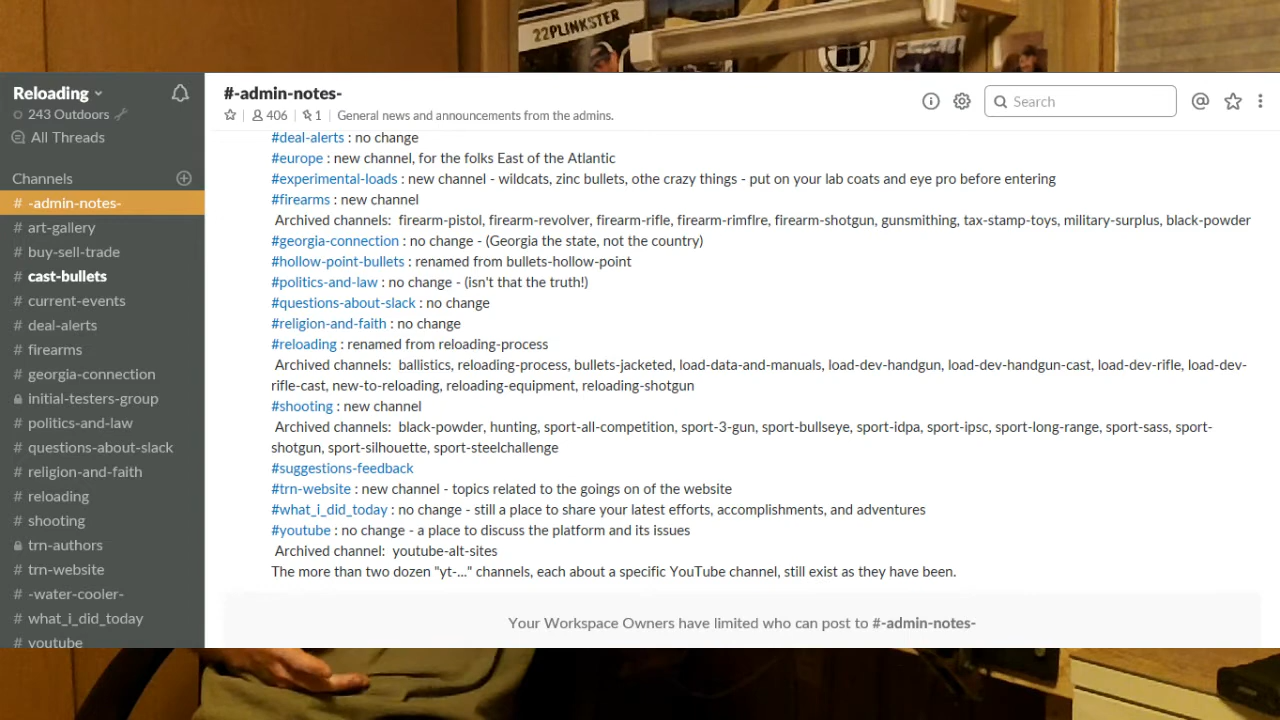 22PLINKSTER
Reloading
243 Outdoors
All Threads
Channels
# -admin-notes-
# art-gallery
# buy-sell-trade
# cast-bullets
# current-events
# deal-alerts
# firearms
# georgia-connection
initial-testers-group
# politics-and-law
# questions-about-slack
# religion-and-faith
# reloading
# shooting
trn-authors
# trn-website
# -water-cooler-
# what_i_did_today
# youtube
#-admin-notes-
406 | 1 | General news and announcements from the admins.
Search
#deal-alerts : no change
#europe : new channel, for the folks East of the Atlantic
#experimental-loads : new channel - wildcats, zinc bullets, othe crazy things - put on your lab coats and eye pro before entering
#firearms : new channel
Archived channels: firearm-pistol, firearm-revolver, firearm-rifle, firearm-rimfire, firearm-shotgun, gunsmithing, tax-stamp-toys, military-surplus, black-powder
#georgia-connection : no change - (Georgia the state, not the country)
#hollow-point-bullets : renamed from bullets-hollow-point
#politics-and-law : no change - (isn't that the truth!)
#questions-about-slack : no change
#religion-and-faith : no change
#reloading : renamed from reloading-process
Archived channels: ballistics, reloading-process, bullets-jacketed, load-data-and-manuals, load-dev-handgun, load-dev-handgun-cast, load-dev-rifle, load-dev-
rifle-cast, new-to-reloading, reloading-equipment, reloading-shotgun
#shooting : new channel
Archived channels: black-powder, hunting, sport-all-competition, sport-3-gun, sport-bullseye, sport-idpa, sport-ipsc, sport-long-range, sport-sass, sport-
shotgun, sport-silhouette, sport-steelchallenge
#suggestions-feedback
#trn-website : new channel - topics related to the goings on of the website
#what_i_did_today : no change - still a place to share your latest efforts, accomplishments, and adventures
#youtube : no change - a place to discuss the platform and its issues
Archived channel: youtube-alt-sites
The more than two dozen "yt-..." channels, each about a specific YouTube channel, still exist as they have been.
Your Workspace Owners have limited who can post to #-admin-notes-